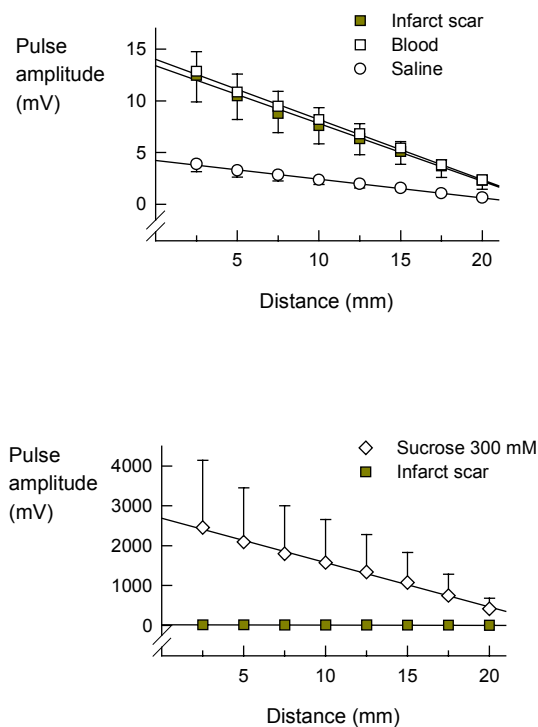 Pulse
amplitude
(mV)
Infarct scar
Blood
Saline
15
10
5
0
5 10 15 20
Distance (mm)
Pulse
amplitude
(mV)
Sucrose 300 mM
Infarct scar
4000
3000
2000
1000
0
5 10 15 20
Distance (mm)